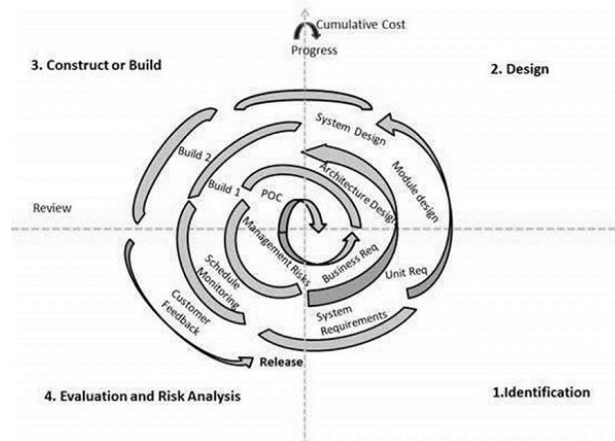 Cumulative Cost
Progress
3. Construct or Build
2. Design
System Design
Module design
Build 2
Build 1
POC
Architecture Design
Review
Management Risks
Business Req
Unit Req
Schedule
Monitoring
System
Requirements
Customer
Feedback
Release
4. Evaluation and Risk Analysis
1.Identification